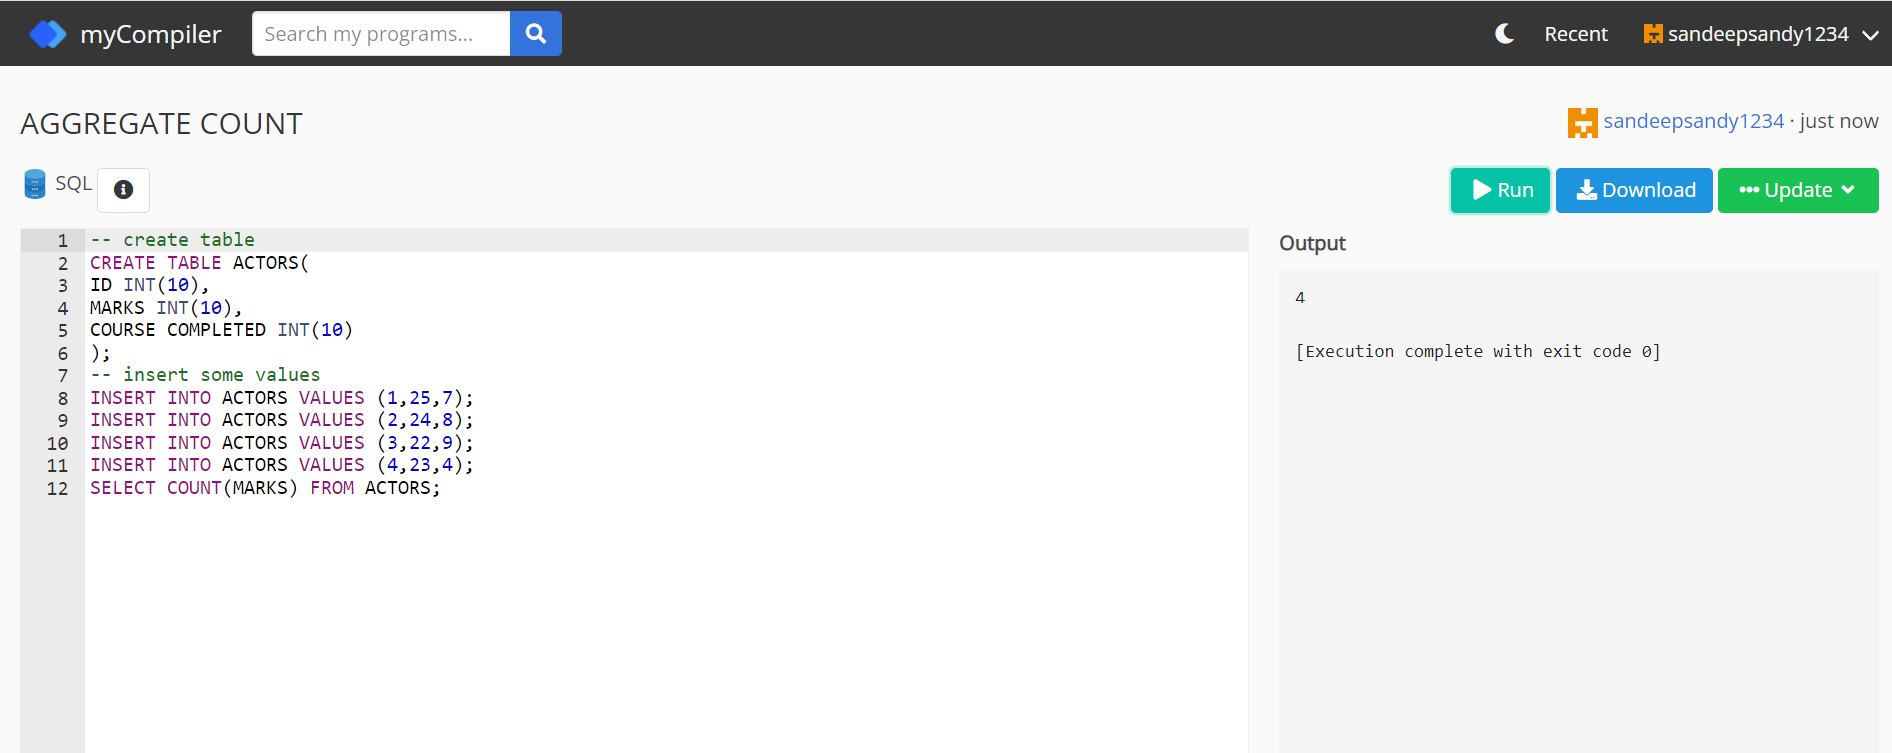 myCompiler
Search my programs...
Recent
sandeepsandy1234
AGGREGATE COUNT
sandeepsandy1234 · just now
SQL
Run
Download
Update
1 -- create table
2 CREATE TABLE ACTORS(
3 ID INT(10),
4 MARKS INT(10),
5 COURSE COMPLETED INT(10)
6 );
7 -- insert some values
8 INSERT INTO ACTORS VALUES (1,25,7);
9 INSERT INTO ACTORS VALUES (2,24,8);
10 INSERT INTO ACTORS VALUES (3,22,9);
11 INSERT INTO ACTORS VALUES (4,23,4);
12 SELECT COUNT(MARKS) FROM ACTORS;
Output
4
[Execution complete with exit code 0]